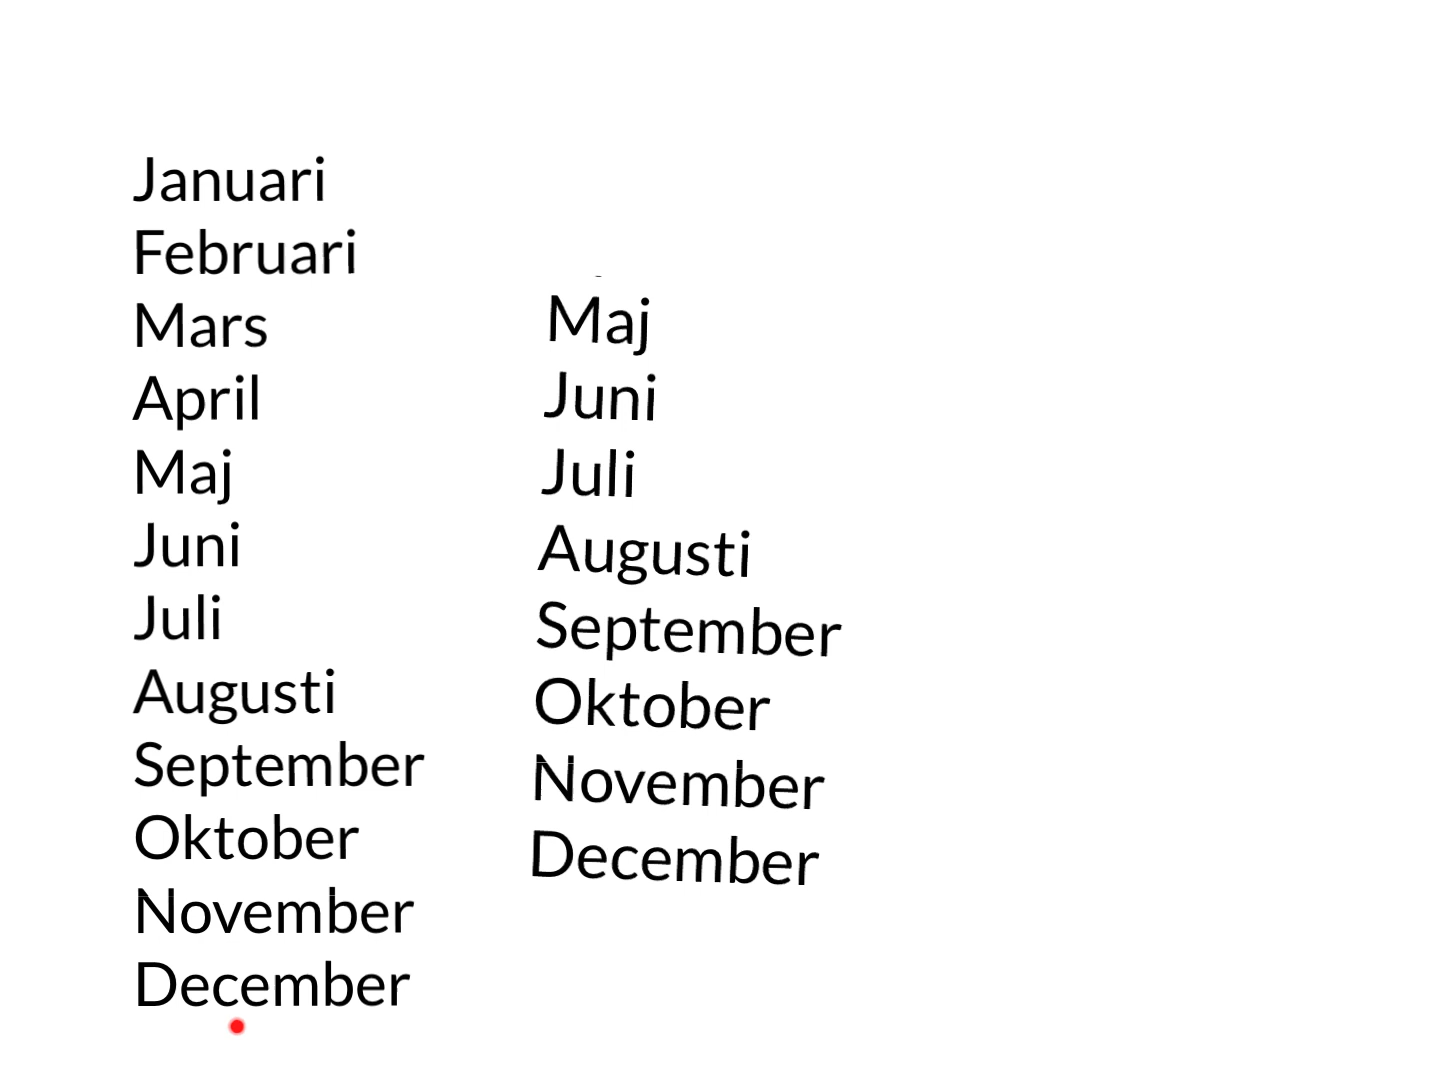 Januari
Februari
Mars
April
Maj
Juni
Juli
Augusti
September
Oktober
November
December
Maj
Juni
Juli
Augusti
September
Oktober
November
December